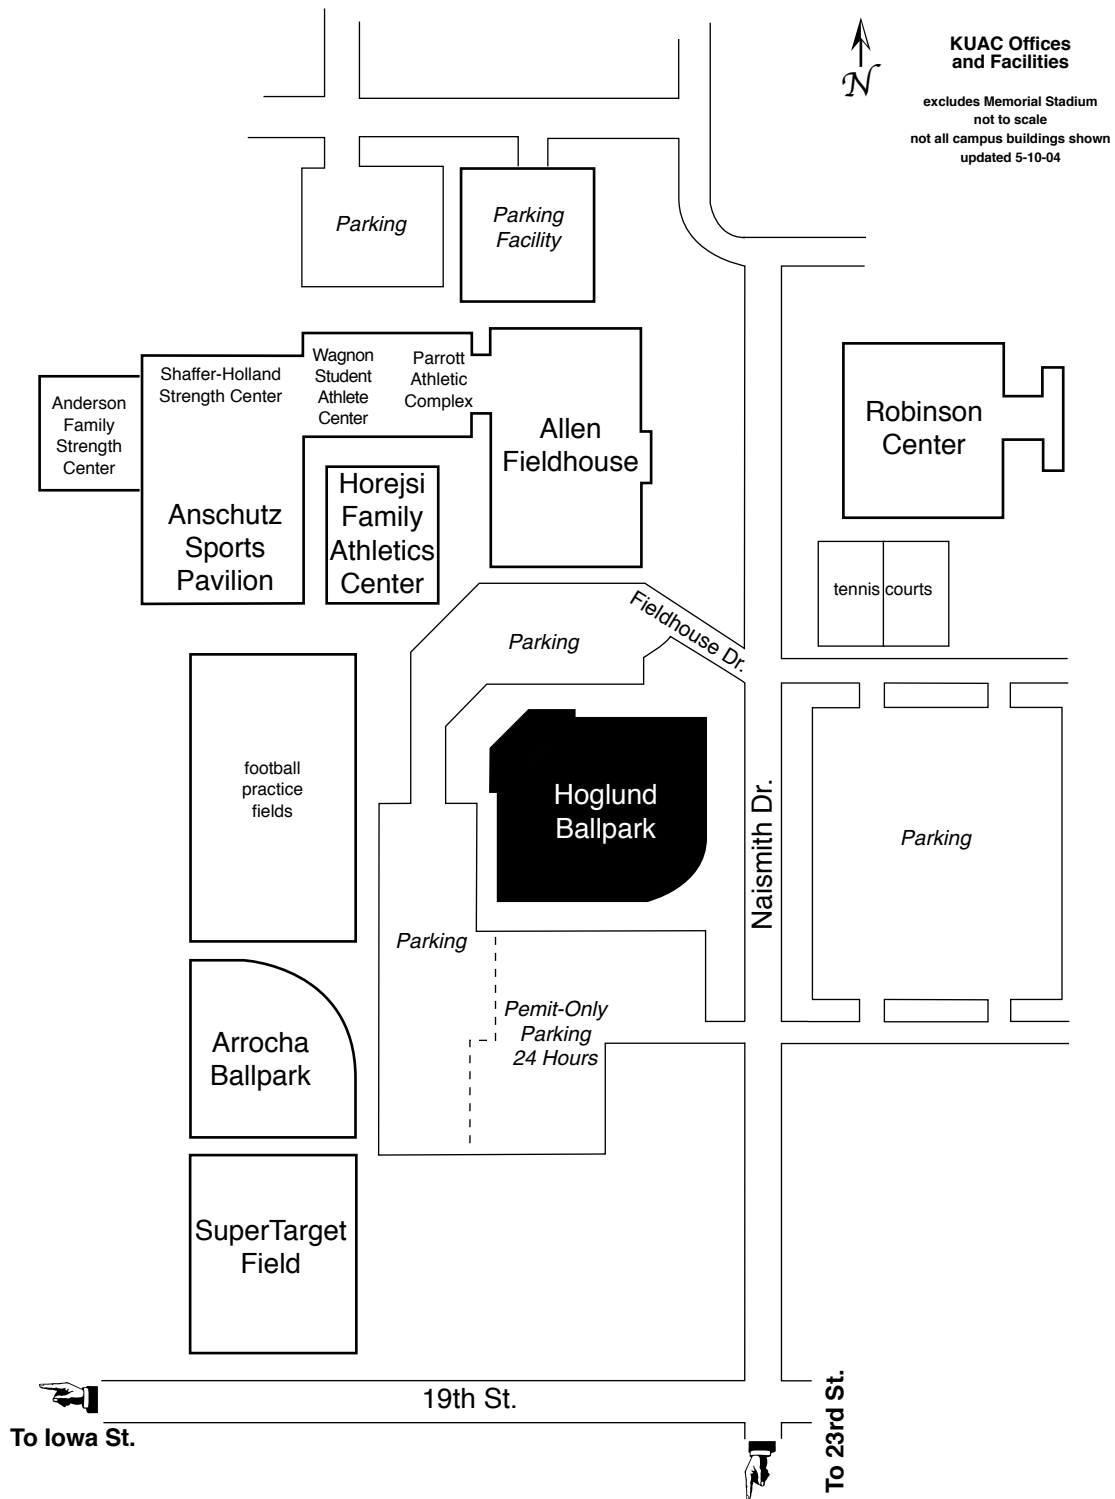 N
KUAC Offices
and Facilities
excludes Memorial Stadium
not to scale
not all campus buildings shown
updated 5-10-04
Parking
Parking
Facility
Anderson
Family
Strength
Center
Shaffer-Holland
Strength Center
Wagnon
Student
Athlete
Center
Parrott
Athletic
Complex
Allen
Fieldhouse
Robinson
Center
Anschutz
Sports
Pavilion
Horejsi
Family
Athletics
Center
tennis courts
Fieldhouse Dr.
Parking
football
practice
fields
Hoglund
Ballpark
Naismith Dr.
Parking
Parking
Pemit-Only
Parking
24 Hours
Arrocha
Ballpark
SuperTarget
Field
19th St.
To Iowa St.
To 23rd St.